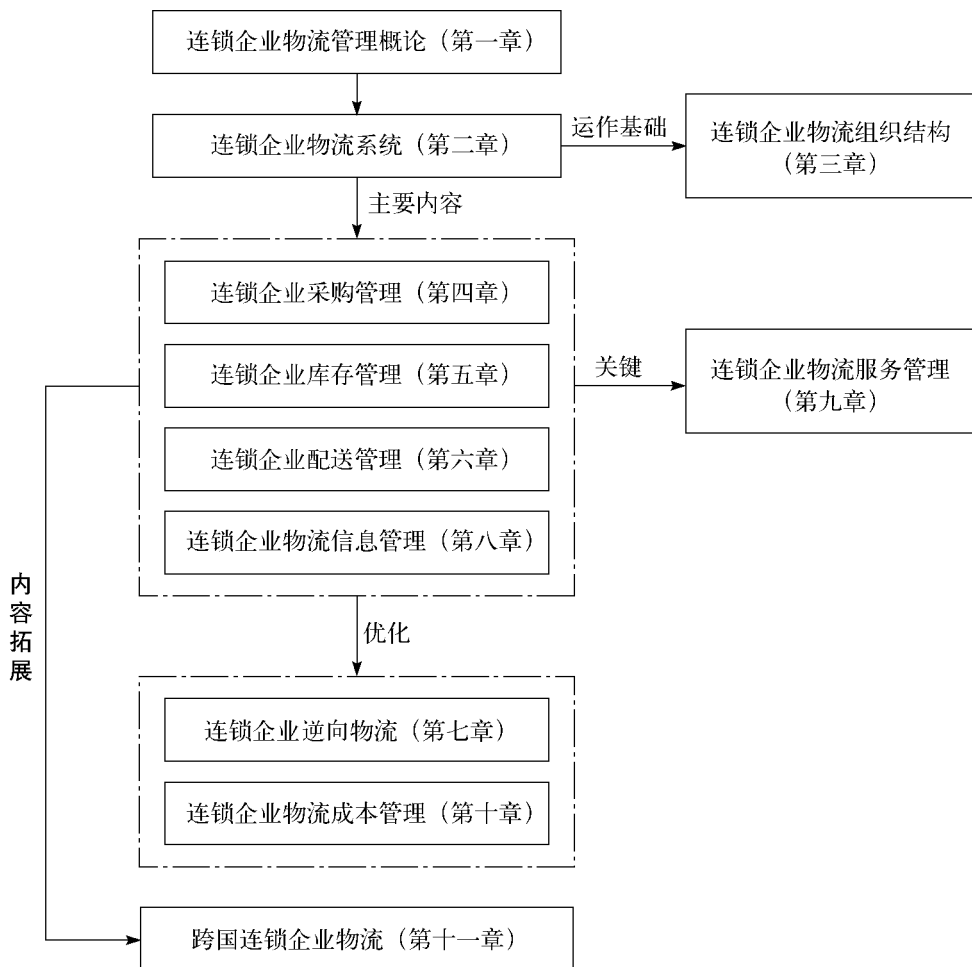 连锁企业物流管理概论（第一章）
连锁企业物流系统（第二章）
运作基础
连锁企业物流组织结构
（第三章）
主要内容
连锁企业采购管理（第四章）
连锁企业库存管理（第五章）
关键
连锁企业物流服务管理
（第九章）
连锁企业配送管理（第六章）
连锁企业物流信息管理（第八章）
内容拓展
优化
连锁企业逆向物流（第七章）
连锁企业物流成本管理（第十章）
跨国连锁企业物流（第十一章）